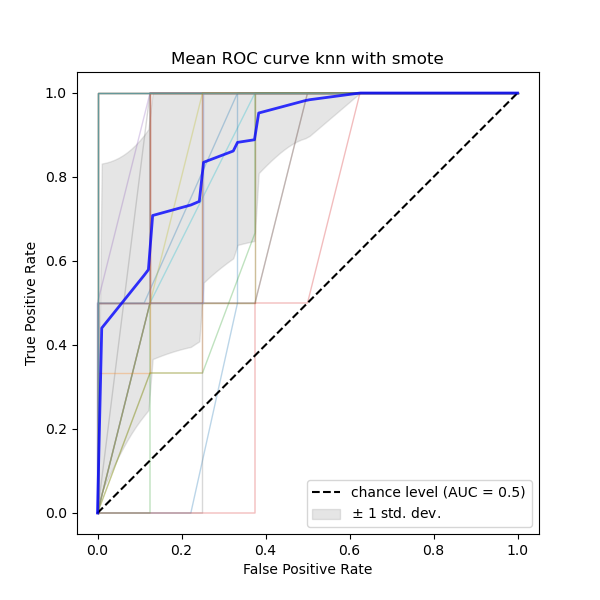 Mean ROC curve knn with smote
True Positive Rate
1.0
0.8
0.6
0.4
0.2
0.0
chance level (AUC = 0.5)
± 1 std. dev.
0.0 0.2 0.4 0.6 0.8 1.0
False Positive Rate